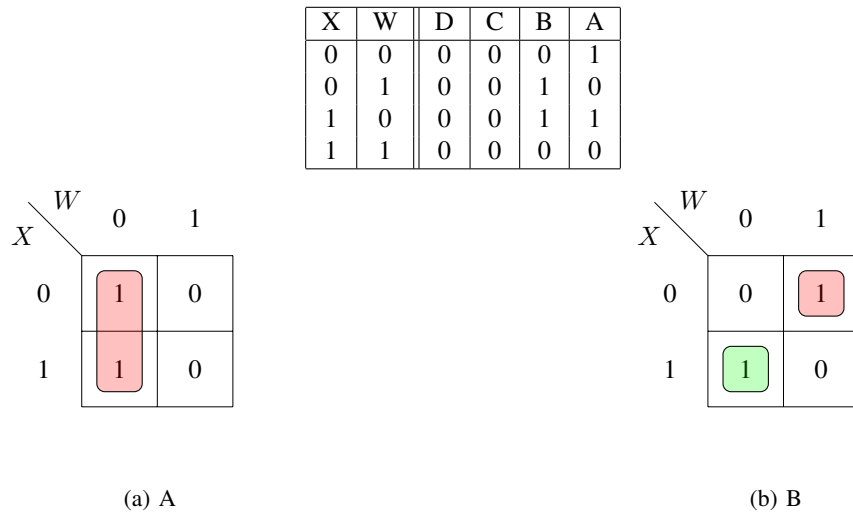 X W D C B A
0 0 0 0 0 1
0 1 0 0 1 0
1 0 0 0 1 1
1 1 0 0 0 0
W
X
0 1
0 1 0
1 1 0
(a) A
W
X
0 1
0 0 1
1 1 0
(b) B